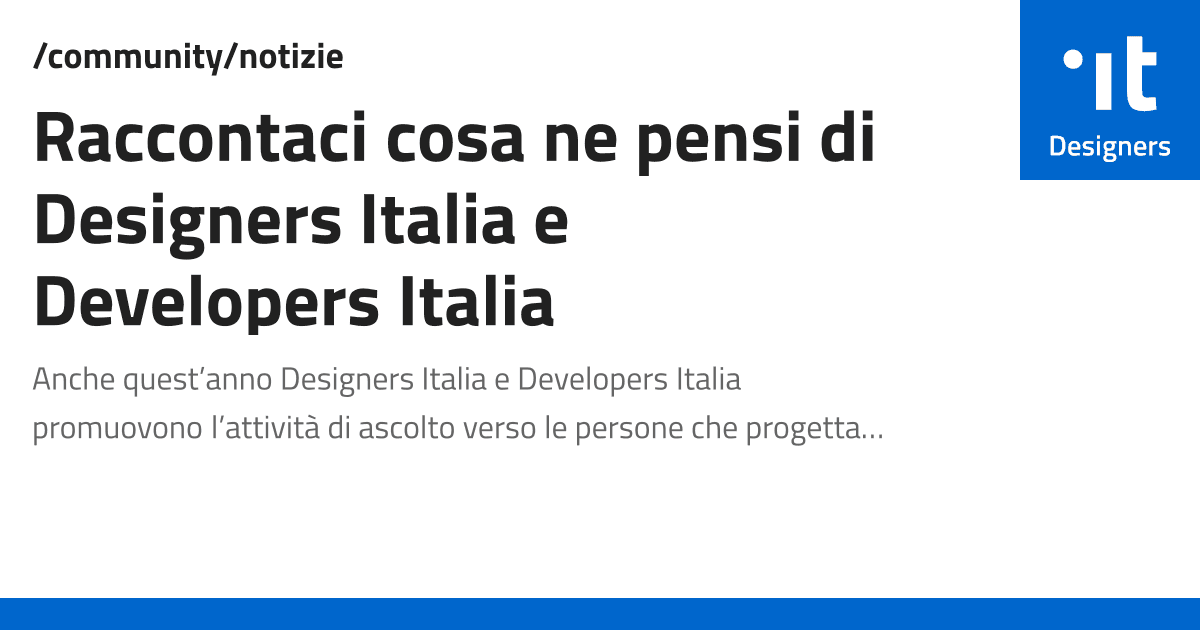 /community/notizie
Raccontaci cosa ne pensi di
Designers Italia e
Developers Italia
Anche quest’anno Designers Italia e Developers Italia
promuovono l’attività di ascolto verso le persone che progetta…
it
Designers